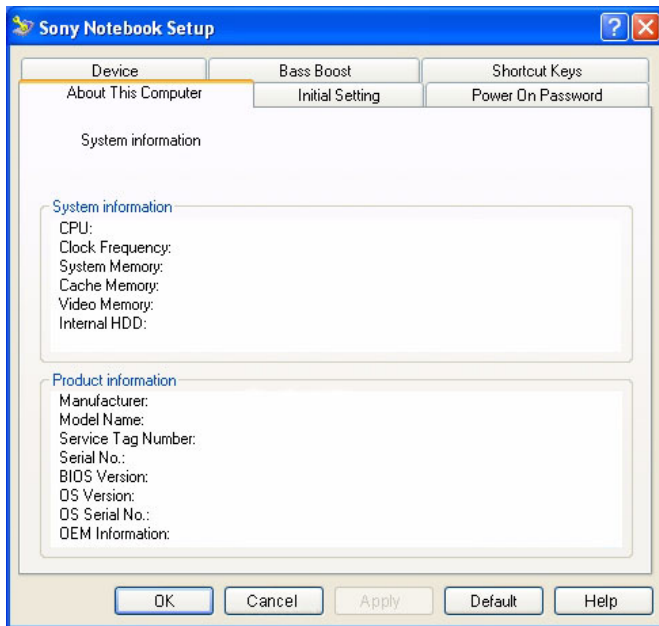 Sony Notebook Setup
Device Bass Boost Shortcut Keys
About This Computer Initial Setting Power On Password
System information
System information
CPU:
Clock Frequency:
System Memory:
Cache Memory:
Video Memory:
Internal HDD:
Product information
Manufacturer:
Model Name:
Service Tag Number:
Serial No.:
BIOS Version:
OS Version:
OS Serial No.:
OEM Information:
OK Cancel Apply Default Help